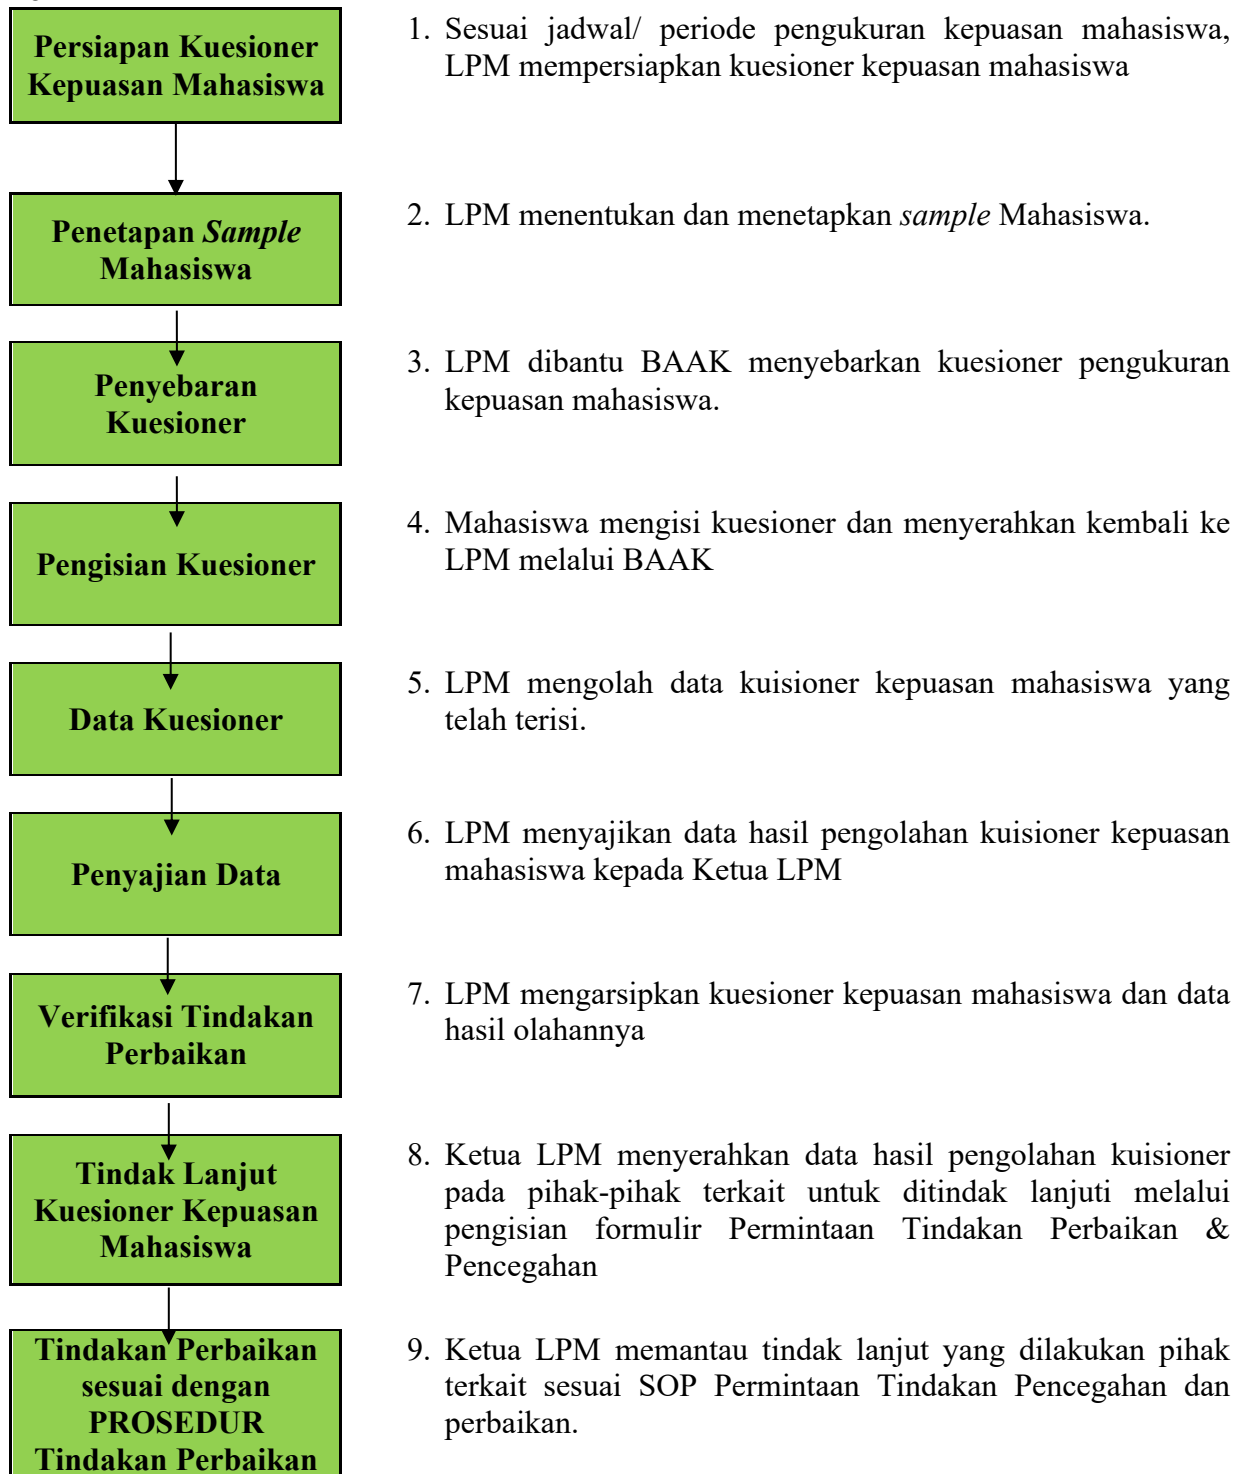 Persiapan Kuesioner
Kepuasan Mahasiswa
1. Sesuai jadwal/ periode pengukuran kepuasan mahasiswa,
LPM mempersiapkan kuesioner kepuasan mahasiswa
Penetapan Sample
Mahasiswa
2. LPM menentukan dan menetapkan sample Mahasiswa.
Penyebaran
Kuesioner
3. LPM dibantu BAAK menyebarkan kuesioner pengukuran
kepuasan mahasiswa.
Pengisian Kuesioner
4. Mahasiswa mengisi kuesioner dan menyerahkan kembali ke
LPM melalui BAAK
Data Kuesioner
5. LPM mengolah data kuisioner kepuasan mahasiswa yang
telah terisi.
Penyajian Data
6. LPM menyajikan data hasil pengolahan kuisioner kepuasan
mahasiswa kepada Ketua LPM
Verifikasi Tindakan
Perbaikan
7. LPM mengarsipkan kuesioner kepuasan mahasiswa dan data
hasil olahannya
Tindak Lanjut
Kuesioner Kepuasan
Mahasiswa
8. Ketua LPM menyerahkan data hasil pengolahan kuisioner
pada pihak-pihak terkait untuk ditindak lanjuti melalui
pengisian formulir Permintaan Tindakan Perbaikan &
Pencegahan
Tindakan Perbaikan
sesuai dengan
PROSEDUR
Tindakan Perbaikan
9. Ketua LPM memantau tindak lanjut yang dilakukan pihak
terkait sesuai SOP Permintaan Tindakan Pencegahan dan
perbaikan.